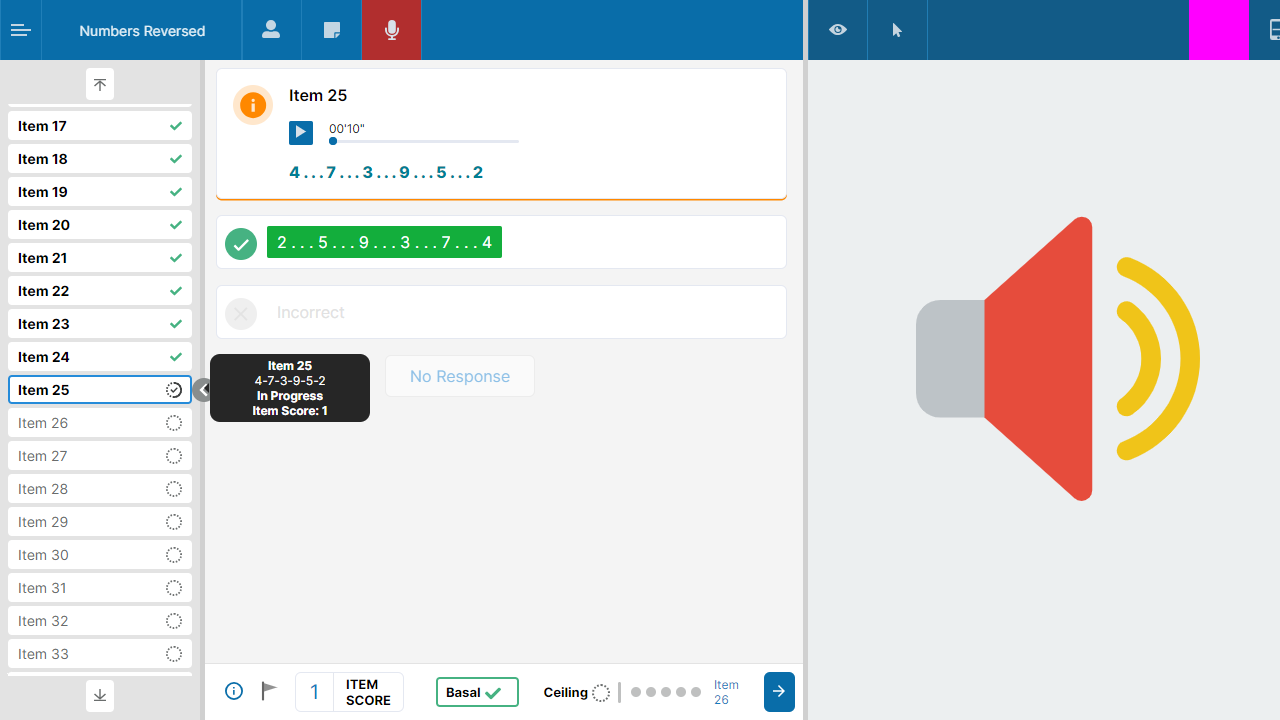 Numbers Reversed
Item 17
Item 18
Item 19
Item 20
Item 21
Item 22
Item 23
Item 24
Item 25
Item 26
Item 27
Item 28
Item 29
Item 30
Item 31
Item 32
Item 33
Item 25
00'10"
4...7...3...9...5...2
2...5...9...3...7...4
Incorrect
Item 25
4-7-3-9-5-2
In Progress
Item Score: 1
No Response
1
ITEM
SCORE
Basal
Ceiling
Item
26